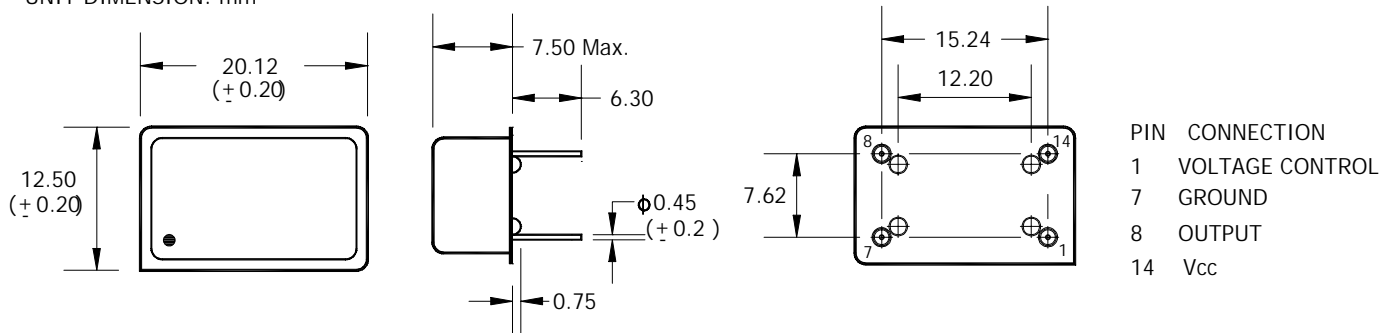 UNIT DIMENSION: mm
20.12
(± 0.20)
12.50
(± 0.20)
7.50 Max.
6.30
ϕ0.45
(± 0.2 )
0.75
15.24
12.20
7.62
8
14
7
1
PIN CONNECTION
1 VOLTAGE CONTROL
7 GROUND
8 OUTPUT
14 Vcc